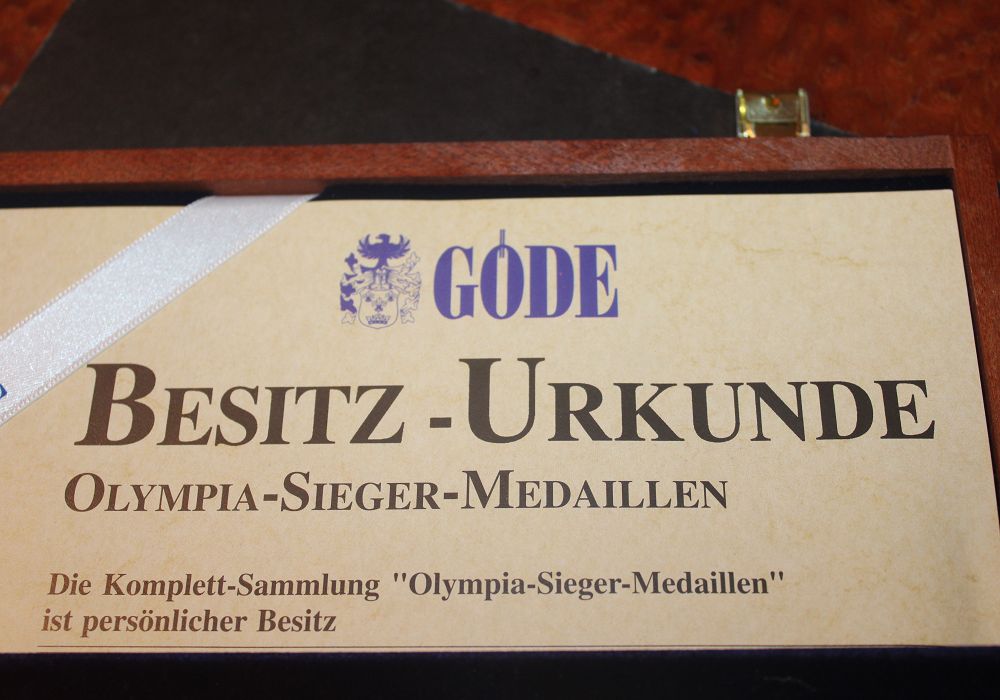 GÖDE
BESITZ-URKUNDE
OLYMPIA-SIEGER-MEDAILLEN
Die Komplett-Sammlung "Olympia-Sieger-Medaillen"
ist persönlicher Besitz